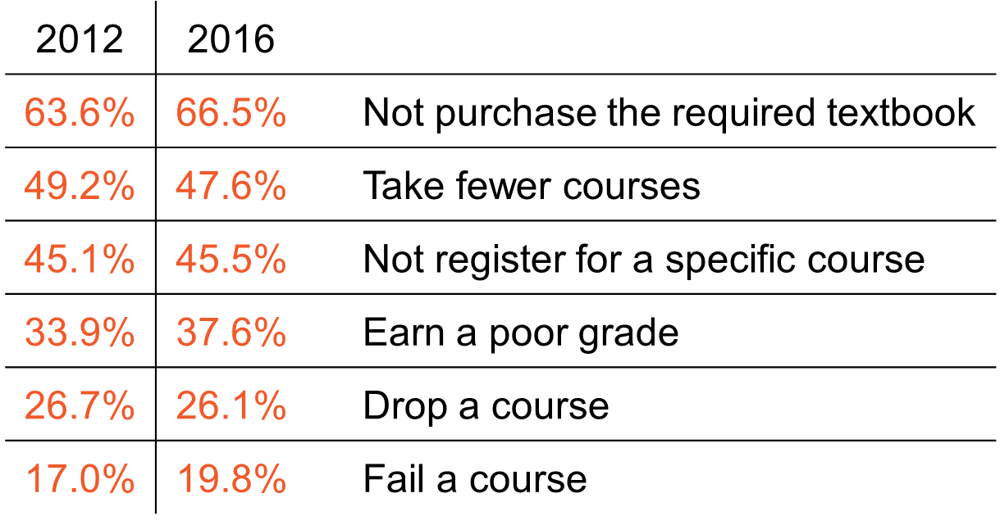 2012 2016
63.6% 66.5% Not purchase the required textbook
49.2% 47.6% Take fewer courses
45.1% 45.5% Not register for a specific course
33.9% 37.6% Earn a poor grade
26.7% 26.1% Drop a course
17.0% 19.8% Fail a course